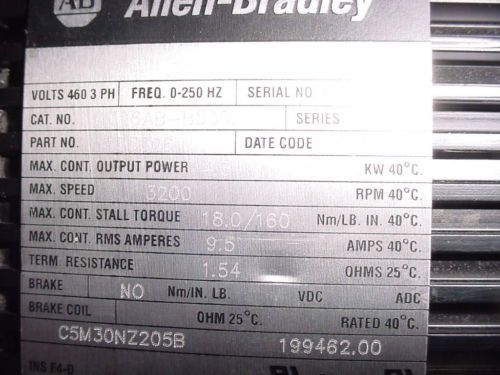 AB Allen-Bradley
VOLTS 460 3 PH FREQ. 0-250 HZ SERIAL NO.
CAT. NO. SERIES
PART NO. DATE CODE
MAX. CONT. OUTPUT POWER KW 40°C.
MAX. SPEED 3200 RPM 40°C.
MAX. CONT. STALL TORQUE 18.0/160 Nm/LB. IN. 40°C.
MAX. CONT. RMS AMPERES 9.5 AMPS 40°C.
TERM. RESISTANCE 1.54 OHMS 25°C.
BRAKE NO Nm/IN. LB. VDC ADC
BRAKE COIL OHM 25°C. RATED 40°C.
C5M30NZ205B 199462.00
INS F4-0